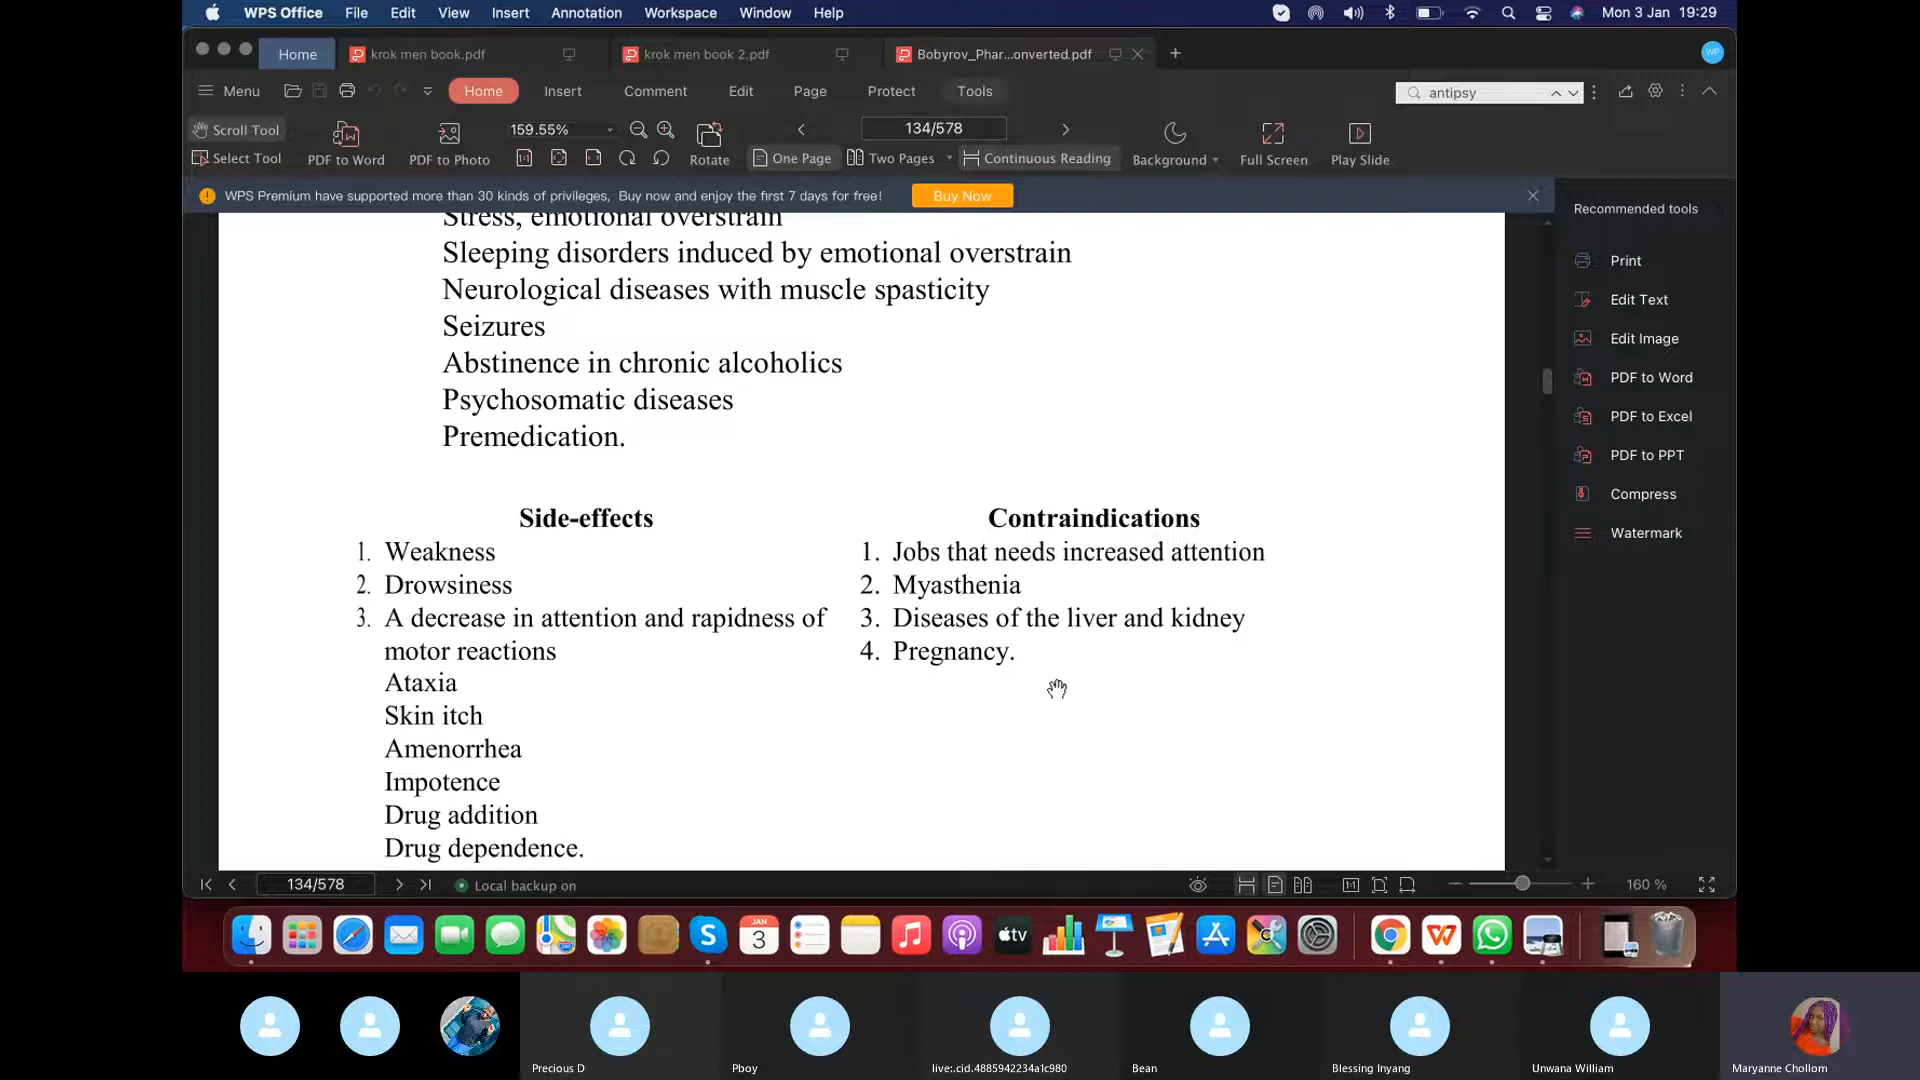 WPS Office File Edit View Insert Annotation Workspace Window Help Mon 3 Jan 19:29
Home krok men book.pdf krok men book 2.pdf Bobyrov_Phar...onverted.pdf
Menu Home Insert Comment Edit Page Protect Tools antipsy
Scroll Tool 159.55% 134/578
Select Tool PDF to Word PDF to Photo Rotate One Page Two Pages Continuous Reading Background Full Screen Play Slide
WPS Premium have supported more than 30 kinds of privileges, Buy now and enjoy the first 7 days for free! Buy Now
Recommended tools
Print
Edit Text
Edit Image
PDF to Word
PDF to Excel
PDF to PPT
Compress
Watermark
Stress, emotional overstrain
Sleeping disorders induced by emotional overstrain
Neurological diseases with muscle spasticity
Seizures
Abstinence in chronic alcoholics
Psychosomatic diseases
Premedication.
Side-effects
1. Weakness
2. Drowsiness
3. A decrease in attention and rapidness of
motor reactions
Ataxia
Skin itch
Amenorrhea
Impotence
Drug addition
Drug dependence.
Contraindications
1. Jobs that needs increased attention
2. Myasthenia
3. Diseases of the liver and kidney
4. Pregnancy.
134/578 Local backup on 160 %
JAN
3
tv
Precious D Pboy live:.cid.4885942234a1c980 Bean Blessing Inyang Unwana William Maryanne Chollom